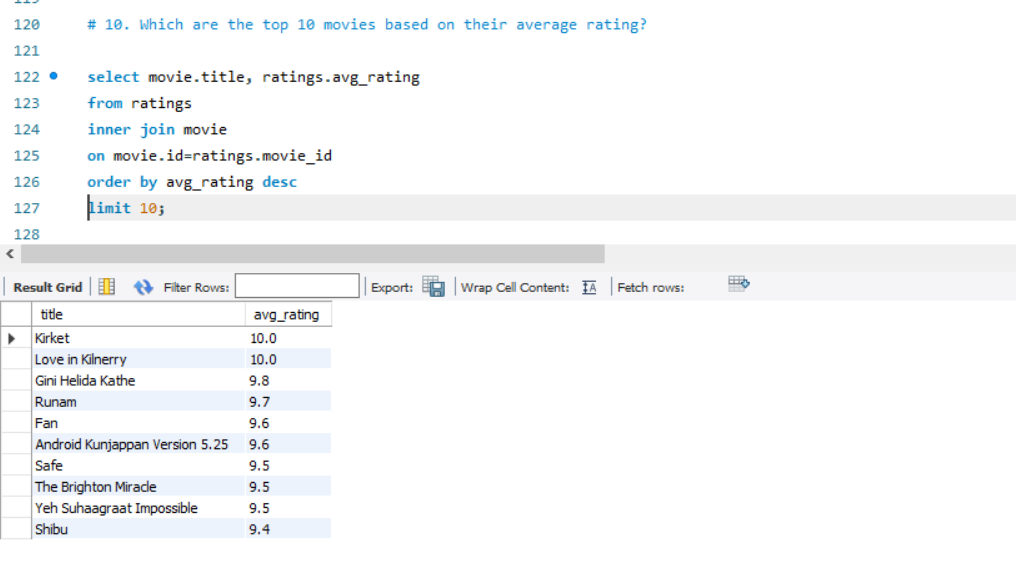 119
120 # 10. Which are the top 10 movies based on their average rating?
121
122 select movie.title, ratings.avg_rating
123 from ratings
124 inner join movie
125 on movie.id=ratings.movie_id
126 order by avg_rating desc
127 limit 10;
128
Result Grid Filter Rows: Export: Wrap Cell Content: Fetch rows:
title avg_rating
Kirket 10.0
Love in Kilnerry 10.0
Gini Helida Kathe 9.8
Runam 9.7
Fan 9.6
Android Kunjappan Version 5.25 9.6
Safe 9.5
The Brighton Miracle 9.5
Yeh Suhaagraat Impossible 9.5
Shibu 9.4